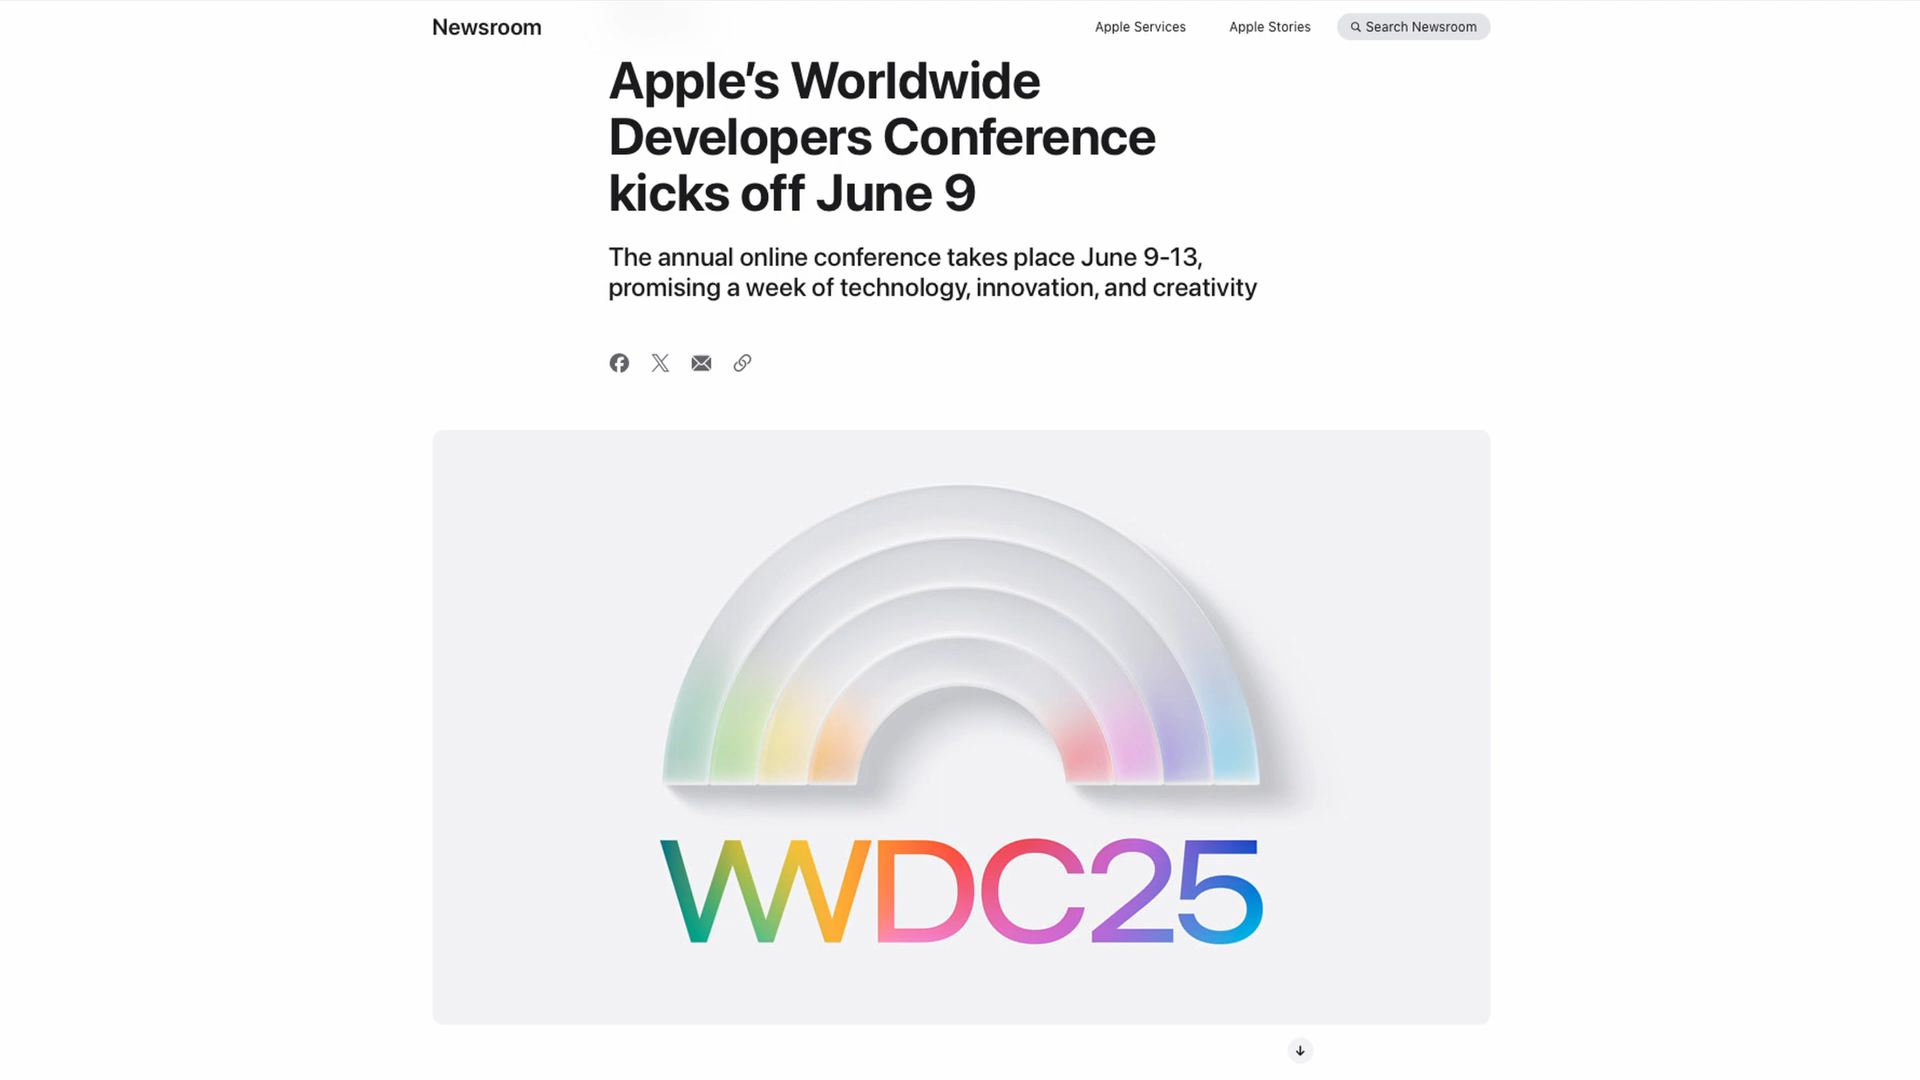 Newsroom
Apple Services
Apple Stories
Search Newsroom
Apple’s Worldwide
Developers Conference
kicks off June 9
The annual online conference takes place June 9-13,
promising a week of technology, innovation, and creativity
WWDC25